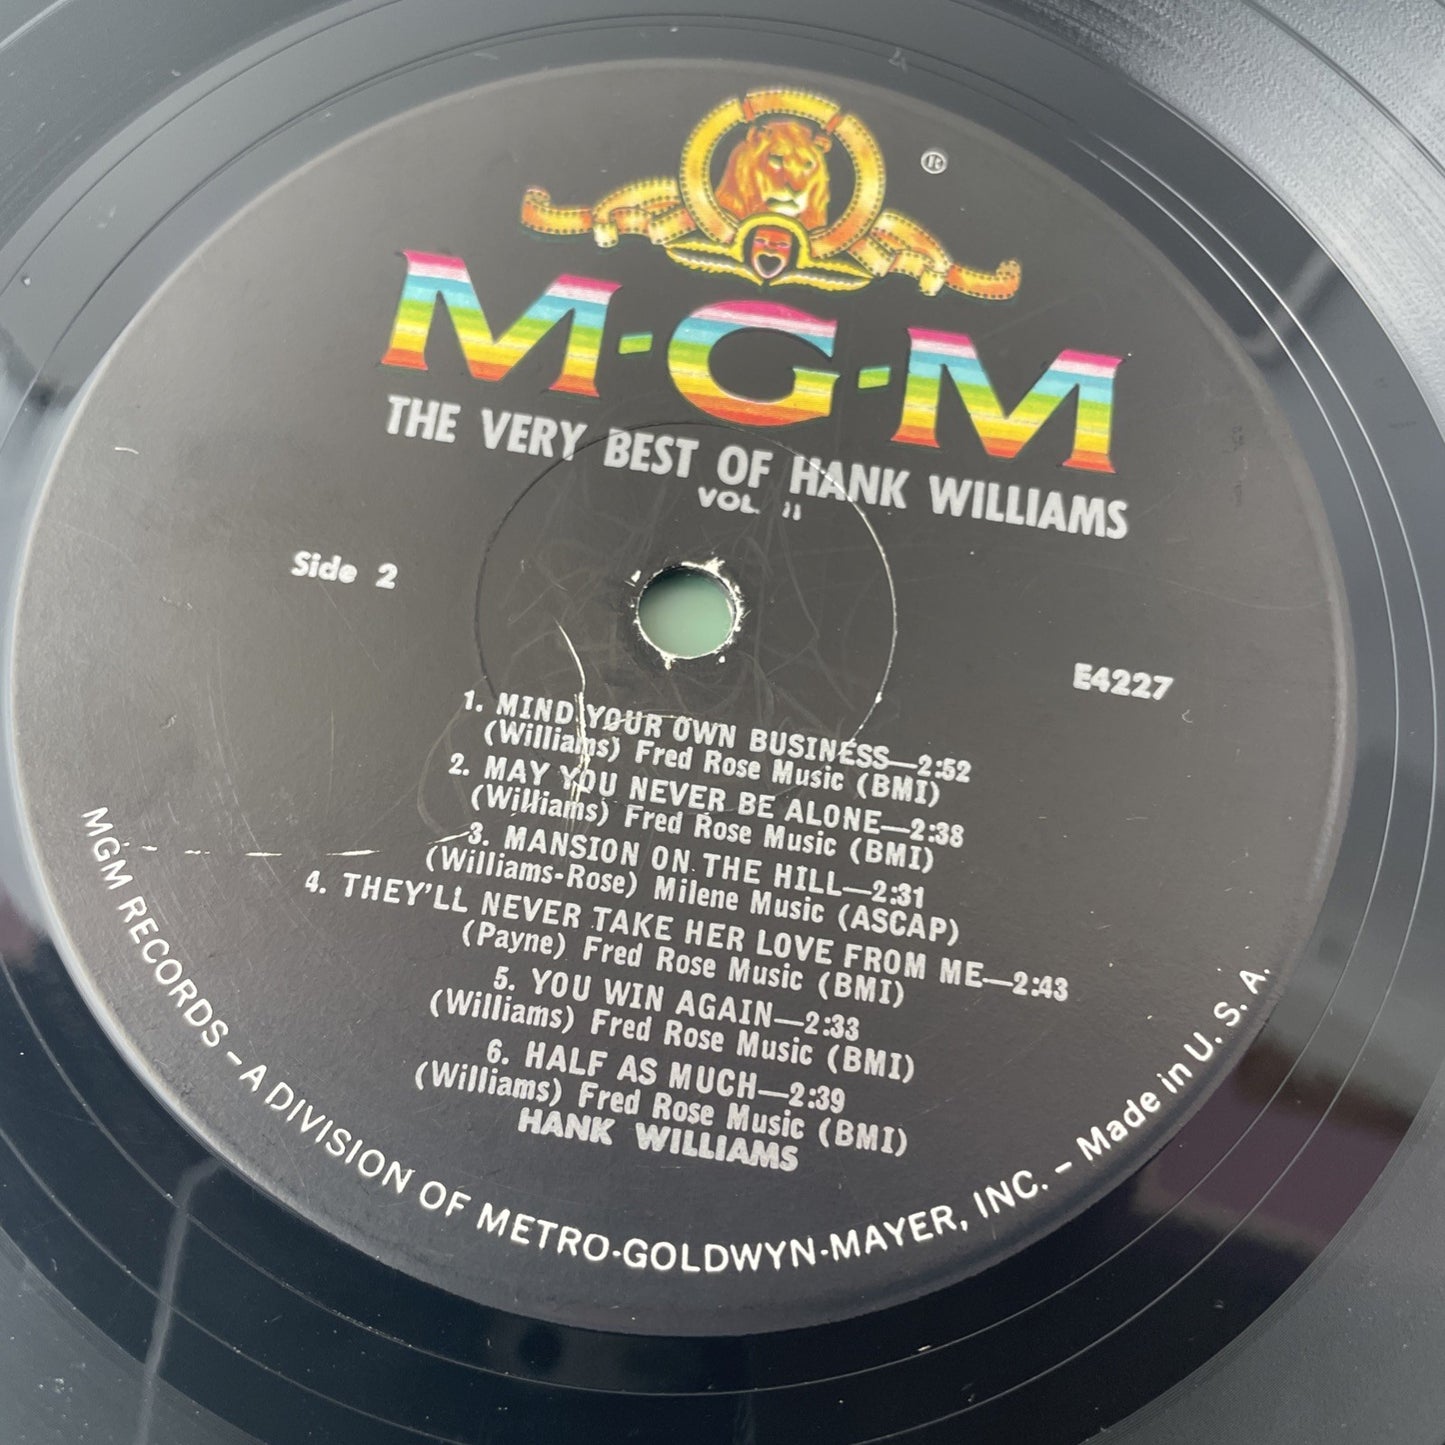 ®
M·G·M
THE VERY BEST OF HANK WILLIAMS
VOL. II
Side 2
E4227
1. MIND YOUR OWN BUSINESS—2:52
(Williams) Fred Rose Music (BMI)
2. MAY YOU NEVER BE ALONE—2:38
(Williams) Fred Rose Music (BMI)
3. MANSION ON THE HILL—2:31
(Williams-Rose) Milene Music (ASCAP)
4. THEY'LL NEVER TAKE HER LOVE FROM ME—2:43
(Payne) Fred Rose Music (BMI)
5. YOU WIN AGAIN—2:33
(Williams) Fred Rose Music (BMI)
6. HALF AS MUCH—2:39
(Williams) Fred Rose Music (BMI)
HANK WILLIAMS
MGM RECORDS – A DIVISION OF METRO-GOLDWYN-MAYER, INC. – Made in U. S. A.